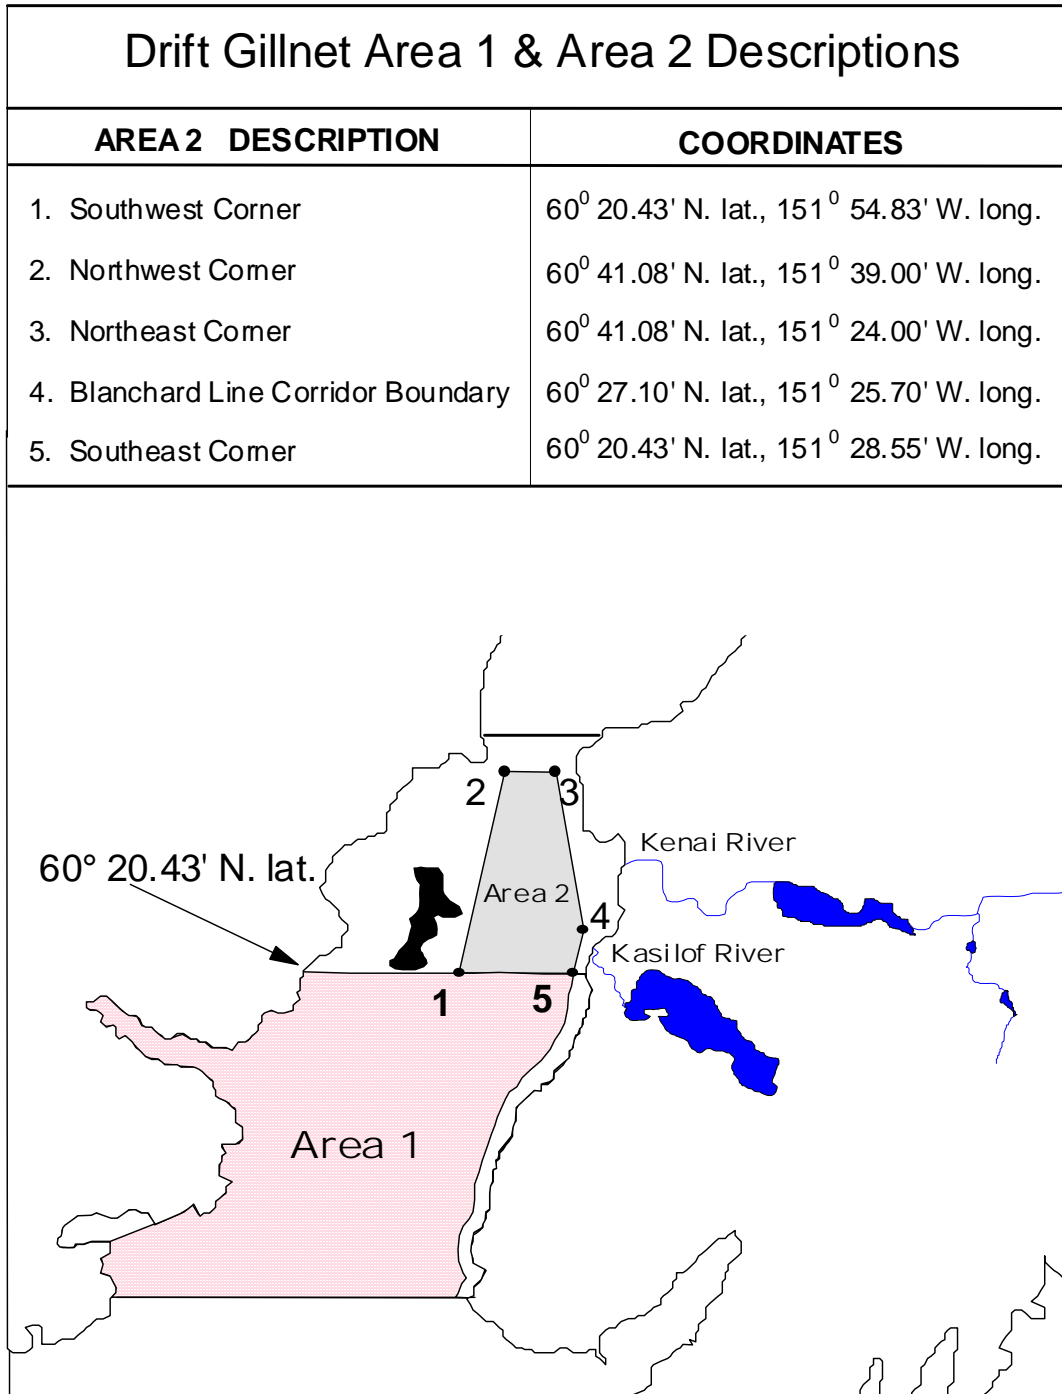 Drift Gillnet Area 1 & Area 2 Descriptions
AREA 2 DESCRIPTION COORDINATES
1. Southwest Corner 60⁰ 20.43' N. lat., 151⁰ 54.83' W. long.
2. Northwest Corner 60⁰ 41.08' N. lat., 151⁰ 39.00' W. long.
3. Northeast Corner 60⁰ 41.08' N. lat., 151⁰ 24.00' W. long.
4. Blanchard Line Corridor Boundary 60⁰ 27.10' N. lat., 151⁰ 25.70' W. long.
5. Southeast Corner 60⁰ 20.43' N. lat., 151⁰ 28.55' W. long.
2 3
Kenai River
60° 20.43' N. lat.
Area 2
4
Kasilof River
1 5
Area 1